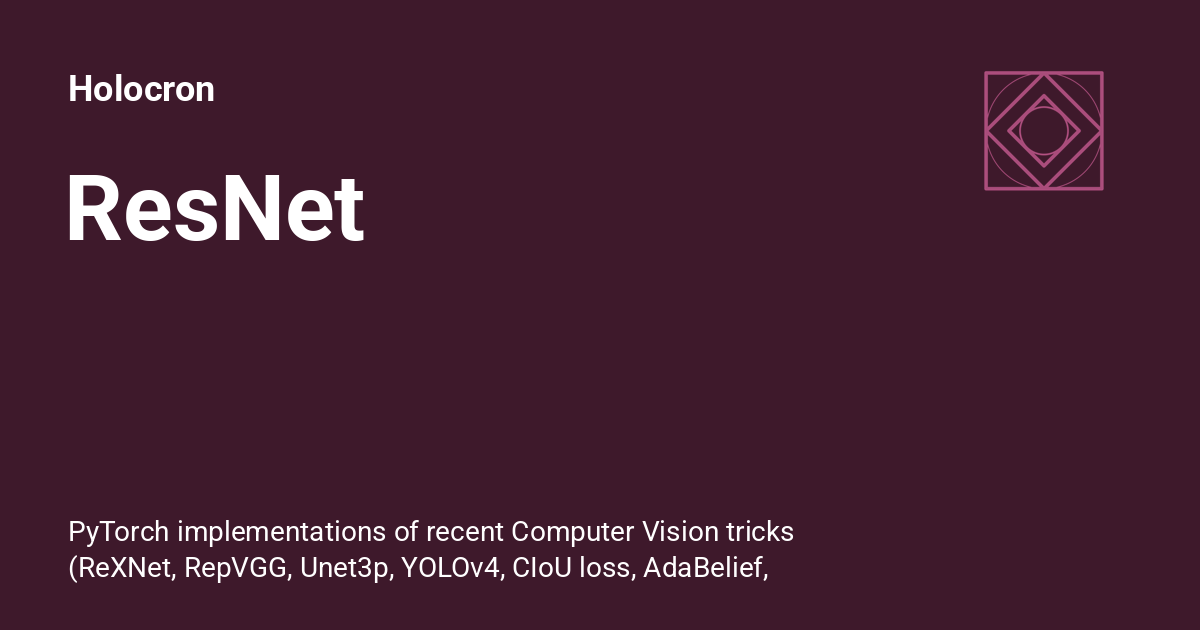 Holocron
ResNet
PyTorch implementations of recent Computer Vision tricks
(ReXNet, RepVGG, Unet3p, YOLOv4, CIoU loss, AdaBelief,